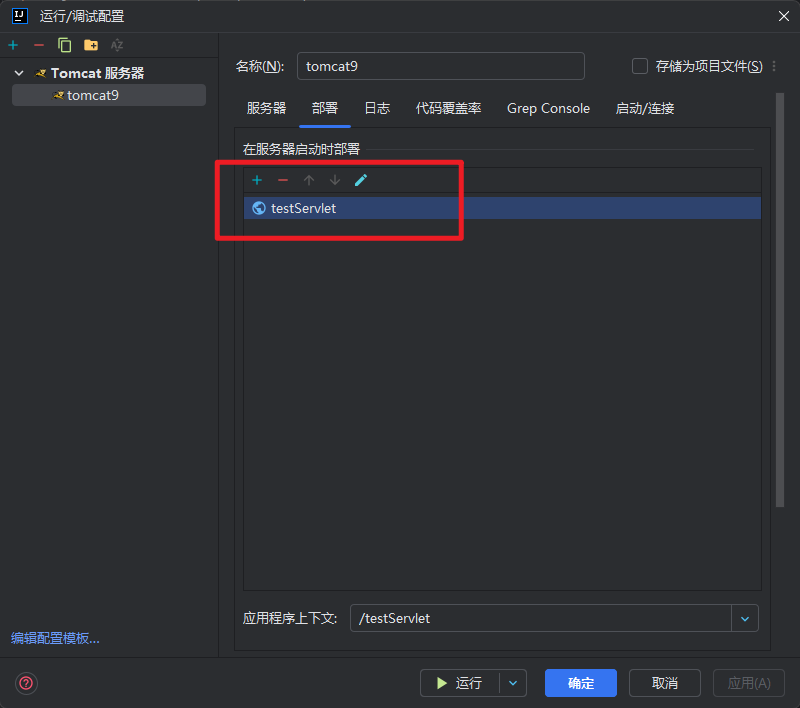 运行/调试配置
Tomcat 服务器
tomcat9
名称(N): tomcat9 存储为项目文件(S)
服务器 部署 日志 代码覆盖率 Grep Console 启动/连接
在服务器启动时部署
testServlet
应用程序上下文: /testServlet
编辑配置模板...
运行 确定 取消 应用(A)